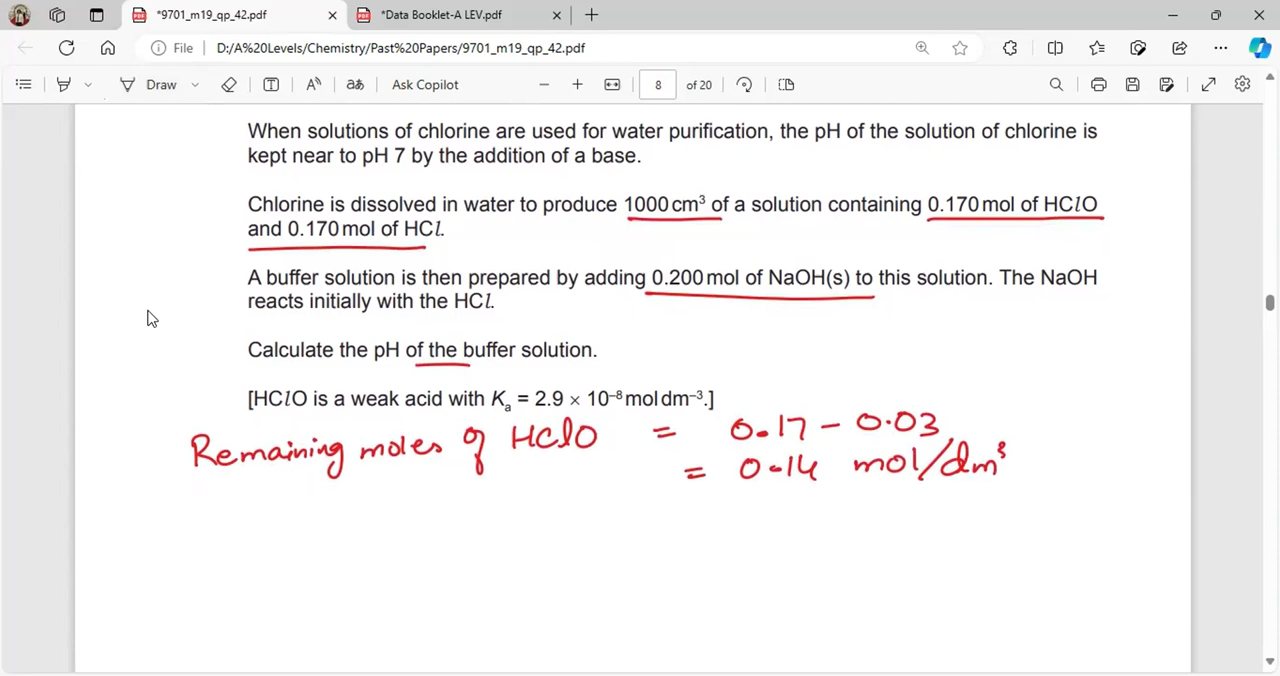 *9701_m19_qp_42.pdf
*Data Booklet-A LEV.pdf
File D:/A%20Levels/Chemistry/Past%20Papers/9701_m19_qp_42.pdf
Draw aあ Ask Copilot 8 of 20
When solutions of chlorine are used for water purification, the pH of the solution of chlorine is
kept near to pH 7 by the addition of a base.
Chlorine is dissolved in water to produce 1000 cm³ of a solution containing 0.170 mol of HClO
and 0.170 mol of HCl.
A buffer solution is then prepared by adding 0.200 mol of NaOH(s) to this solution. The NaOH
reacts initially with the HCl.
Calculate the pH of the buffer solution.
[HClO is a weak acid with Kₐ = 2.9 × 10⁻⁸ mol dm⁻³.]
Remaining moles of HClO = 0.17 – 0.03
= 0.14 mol/dm³